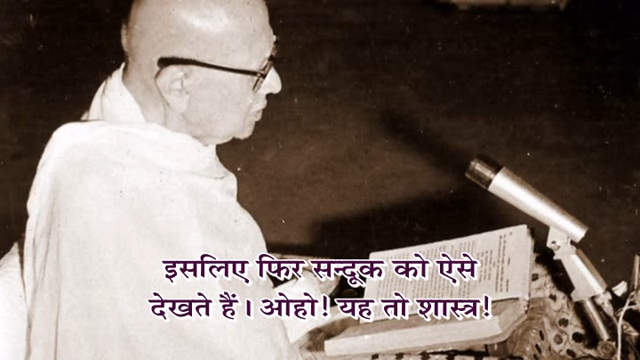 इसलिए फिर सन्दूक को ऐसे
देखते हैं। ओहो! यह तो शास्त्र!